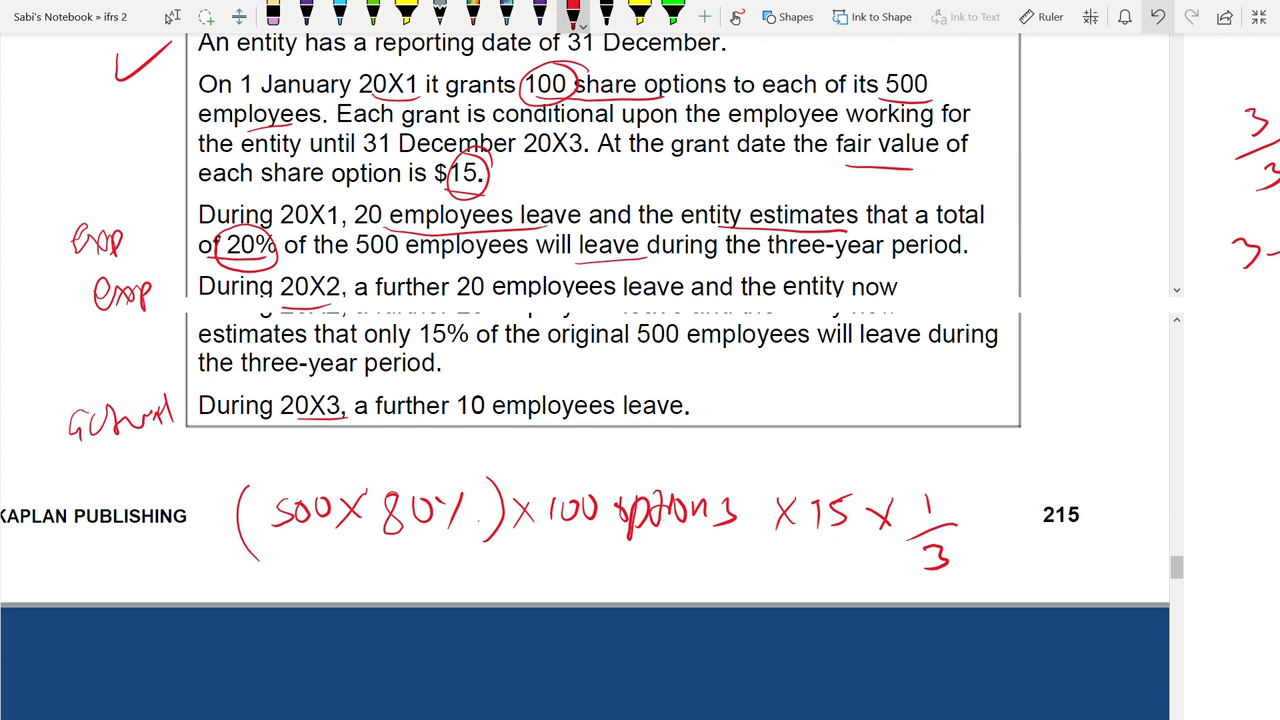 Sabi's Notebook » ifrs 2
Shapes
Ink to Shape
Ink to Text
Ruler
An entity has a reporting date of 31 December.
On 1 January 20X1 it grants 100 share options to each of its 500
employees. Each grant is conditional upon the employee working for
the entity until 31 December 20X3. At the grant date the fair value of
each share option is $15.
During 20X1, 20 employees leave and the entity estimates that a total
of 20% of the 500 employees will leave during the three-year period.
exp
During 20X2, a further 20 employees leave and the entity now
exp
estimates that only 15% of the original 500 employees will leave during
the three-year period.
During 20X3, a further 10 employees leave.
3
3
3
(500 X 80%) X 100 options X 15 X 1/3
KAPLAN PUBLISHING
215